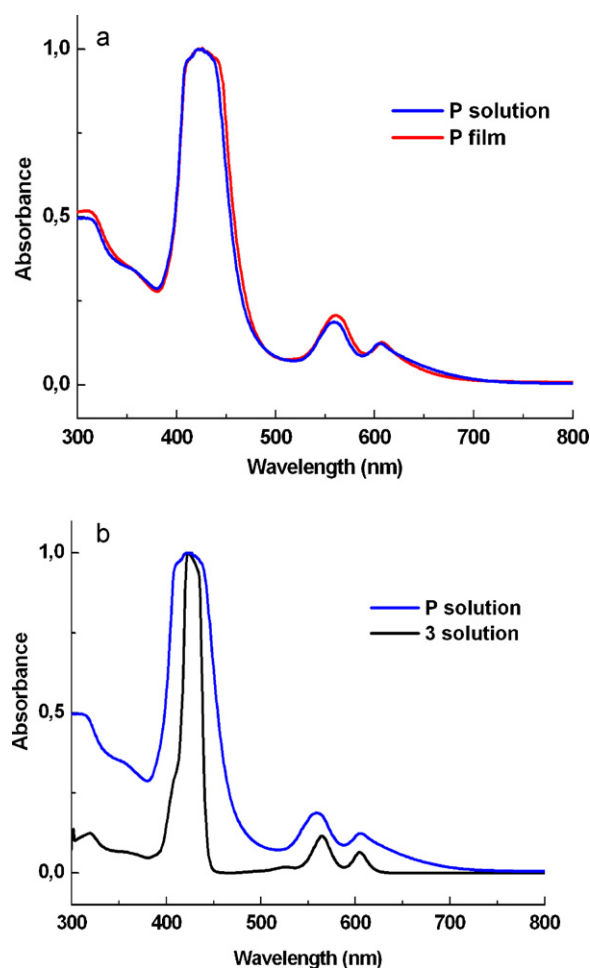 a
1,0
0,5
0,0
Absorbance
P solution
P film
300 400 500 600 700 800
Wavelength (nm)
b
1,0
0,5
0,0
Absorbance
P solution
3 solution
300 400 500 600 700 800
Wavelength (nm)